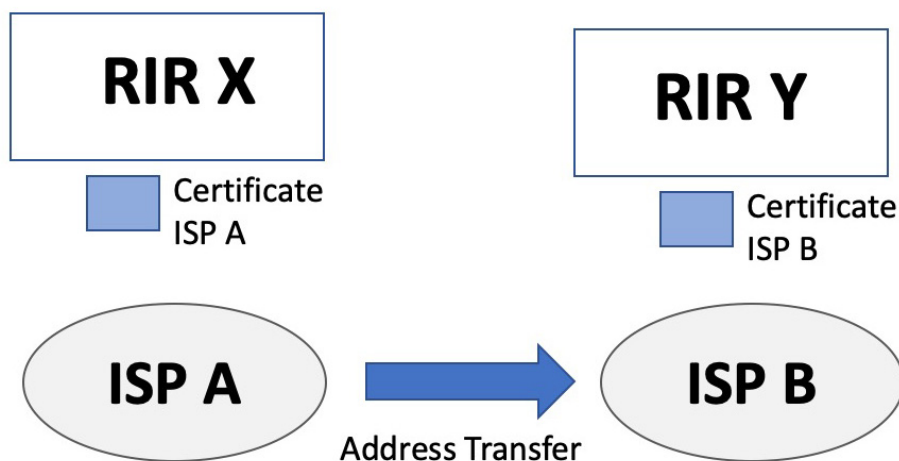 RIR X
RIR Y
Certificate
ISP A
Certificate
ISP B
ISP A
ISP B
Address Transfer